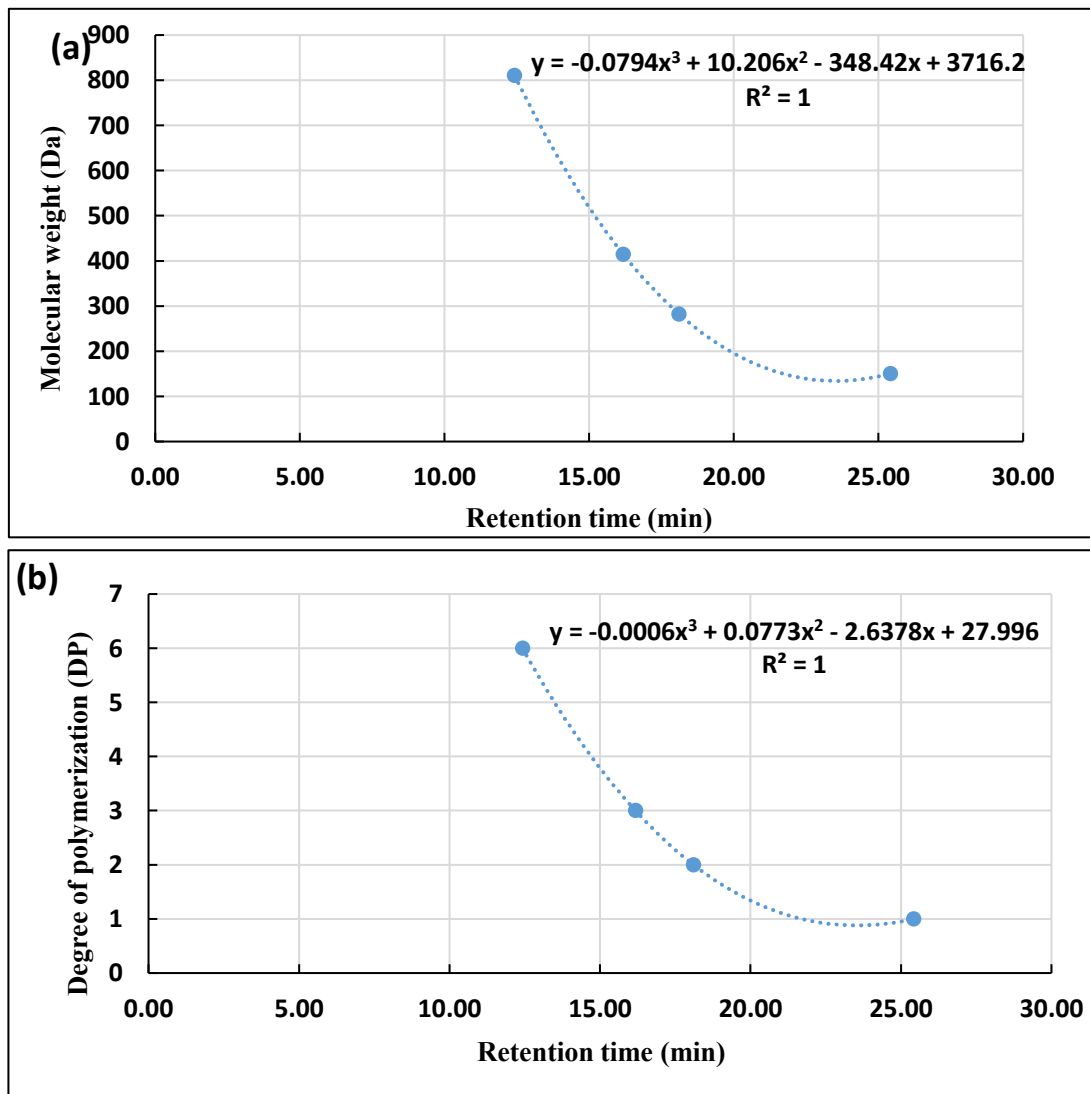 (a)
y = -0.0794x³ + 10.206x² - 348.42x + 3716.2
R² = 1
900
800
700
600
500
400
300
200
100
0
Molecular weight (Da)
0.00 5.00 10.00 15.00 20.00 25.00 30.00
Retention time (min)
(b)
y = -0.0006x³ + 0.0773x² - 2.6378x + 27.996
R² = 1
7
6
5
4
3
2
1
0
Degree of polymerization (DP)
0.00 5.00 10.00 15.00 20.00 25.00 30.00
Retention time (min)